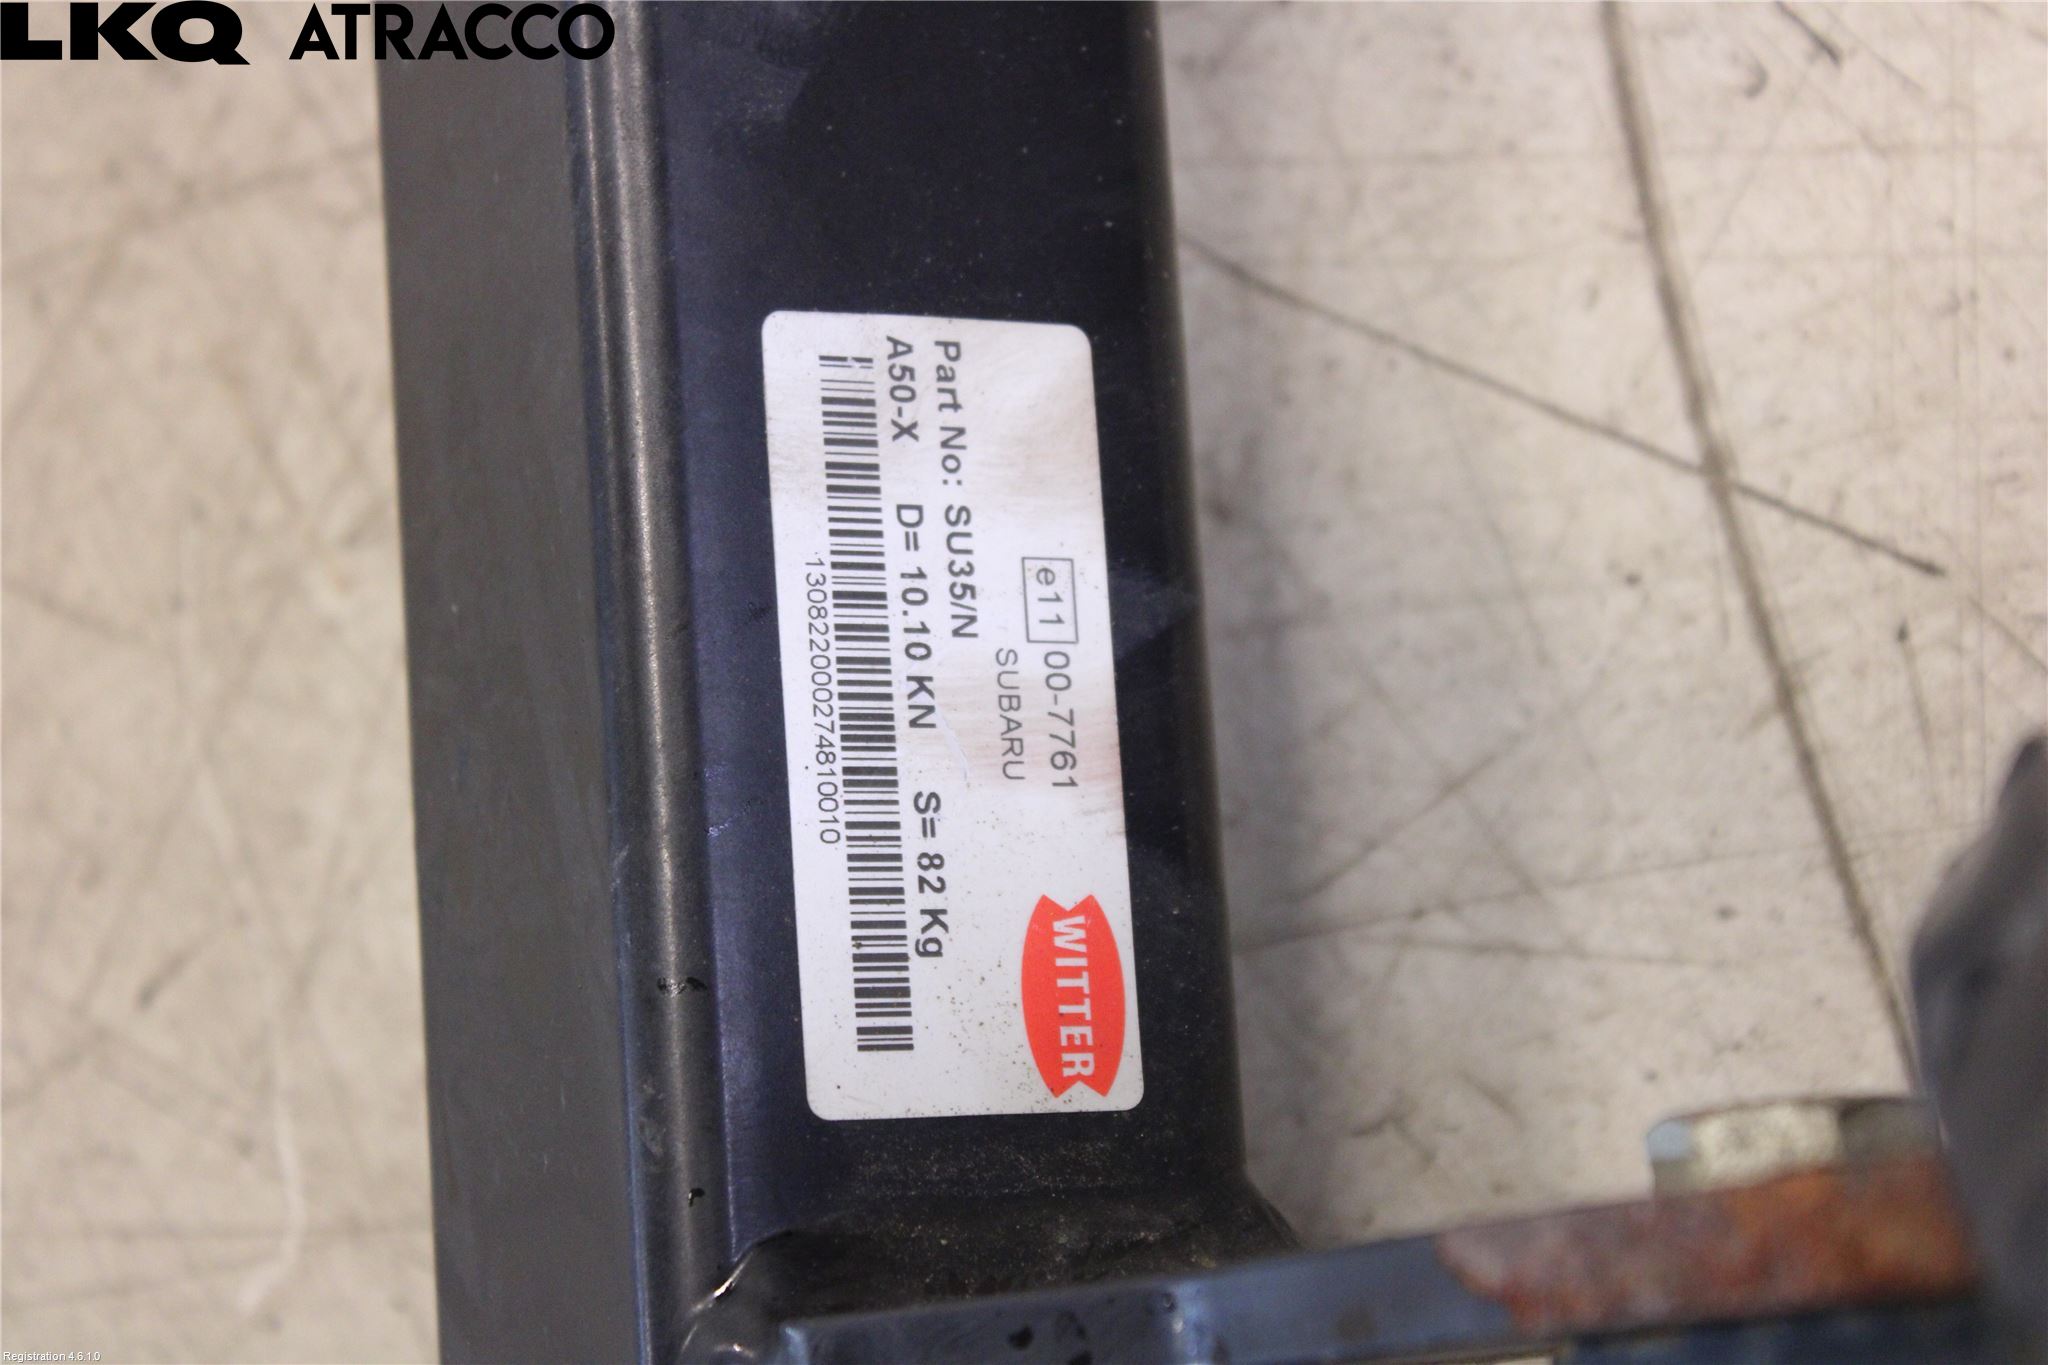 LKQ ATRACCO
e11 00-7761
SUBARU
WITTER
Part No: SU35/N
A50-X D= 10.10 KN S= 82 Kg
130822000274810010
Registration 4.6.1.0